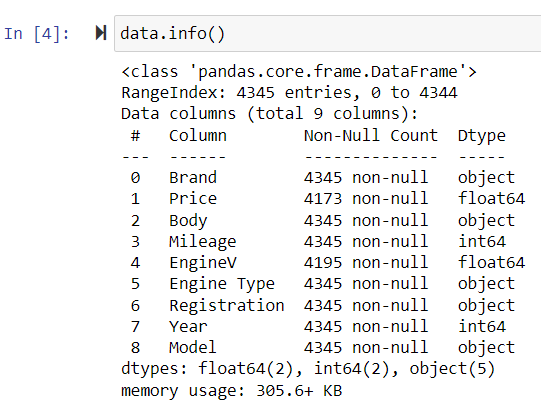 In [4]: data.info()
<class 'pandas.core.frame.DataFrame'>
RangeIndex: 4345 entries, 0 to 4344
Data columns (total 9 columns):
 #   Column        Non-Null Count  Dtype
---  ------        --------------  -----
 0   Brand         4345 non-null   object
 1   Price         4173 non-null   float64
 2   Body          4345 non-null   object
 3   Mileage       4345 non-null   int64
 4   EngineV       4195 non-null   float64
 5   Engine Type   4345 non-null   object
 6   Registration  4345 non-null   object
 7   Year          4345 non-null   int64
 8   Model         4345 non-null   object
dtypes: float64(2), int64(2), object(5)
memory usage: 305.6+ KB